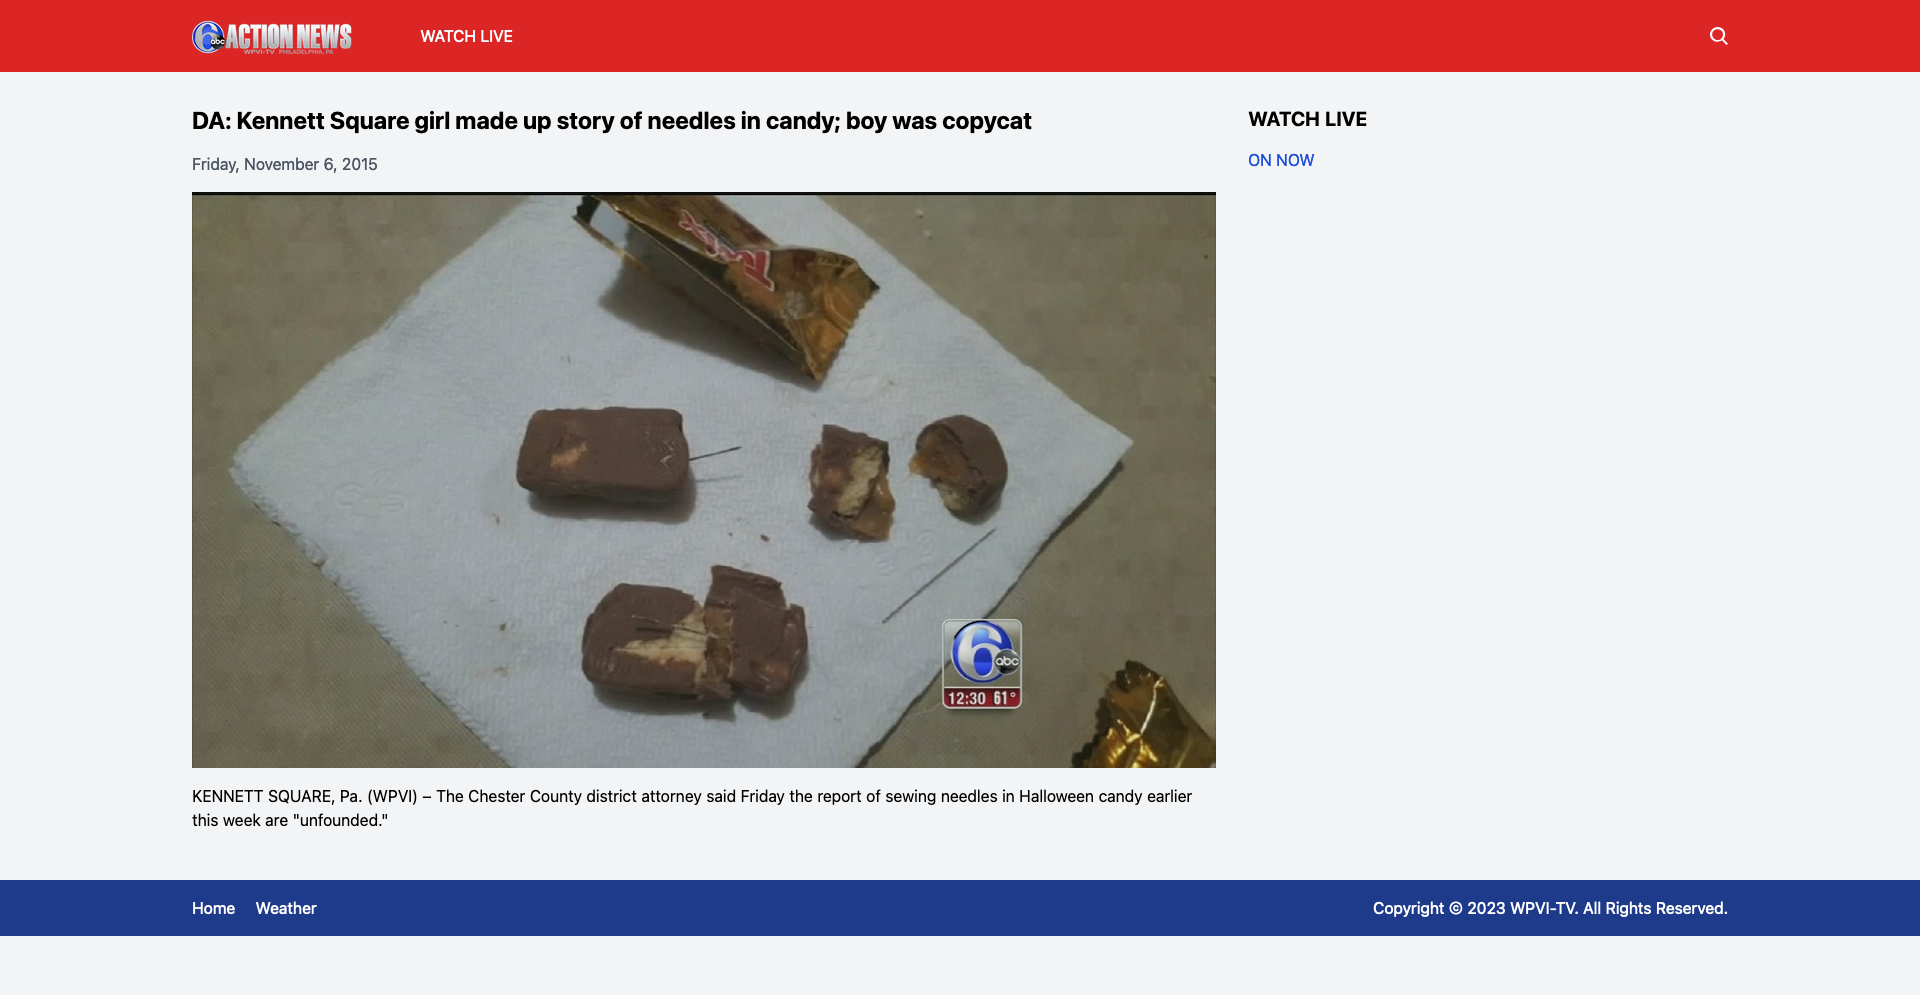 6 abc ACTION NEWS
WPVI-TV PHILADELPHIA, PA
WATCH LIVE
DA: Kennett Square girl made up story of needles in candy; boy was copycat
WATCH LIVE
Friday, November 6, 2015
ON NOW
Twix
6 abc
12:30 61°
KENNETT SQUARE, Pa. (WPVI) – The Chester County district attorney said Friday the report of sewing needles in Halloween candy earlier
this week are "unfounded."
Home Weather
Copyright © 2023 WPVI-TV. All Rights Reserved.